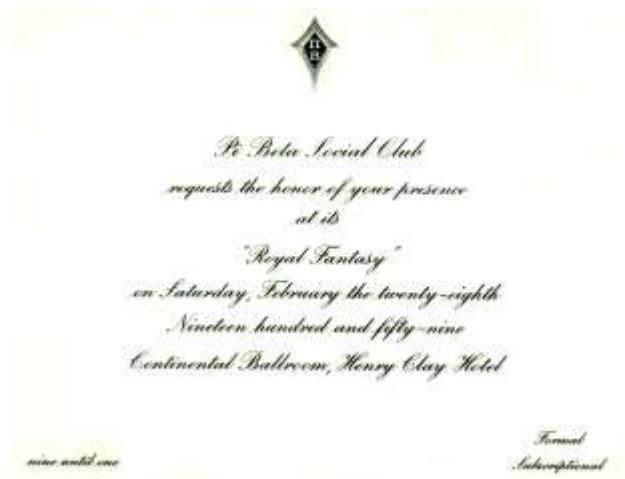 Π
B
Pi Beta Social Club
requests the honor of your presence
at its
"Royal Fantasy"
on Saturday, February the twenty-eighth
Nineteen hundred and fifty-nine
Continental Ballroom, Henry Clay Hotel
nine until one
Formal
Subscriptional